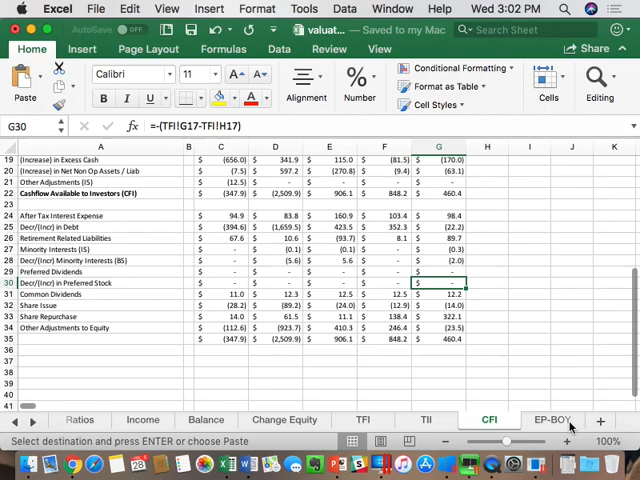 Excel File Edit View Insert Format Tools Data Window Help Wed 3:02 PM
AutoSave OFF valuat... — Saved to my Mac Search Sheet
Home Insert Page Layout Formulas Data Review View Share
Paste Calibri 11 A A Alignment % Number Conditional Formatting Cells Editing
B I U A Format as Table
Cell Styles
G30 fx =-(TFI!!G17-TFI!!H17)
A B C D E F G H I J K
19 (Increase) in Excess Cash $ (656.0) $ 341.9 $ 115.0 $ (81.5) $ (170.0)
20 (Increase) in Net Non Op Assets / Liab $ (7.5) $ 597.2 $ (270.8) $ (9.4) $ (63.1)
21 Other Adjustments (IS) $ (12.5) $ - $ - $ - $ -
22 Cashflow Available to Investors (CFI) $ (347.9) $ (2,509.9) $ 906.1 $ 848.2 $ 460.4
23
24 After Tax Interest Expense $ 94.9 $ 83.8 $ 160.9 $ 103.4 $ 98.4
25 Decr/(Incr) in Debt $ (394.6) $ (1,659.5) $ 423.5 $ 352.3 $ (22.2)
26 Retirement Related Liabilities $ 67.6 $ 10.6 $ (93.7) $ 8.1 $ 89.7
27 Minority Interests (IS) $ - $ (0.1) $ (0.1) $ - $ (0.3)
28 Decr/(Incr) Minority Interests (BS) $ - $ (5.6) $ 5.6 $ - $ (2.0)
29 Preferred Dividends $ - $ - $ - $ - $ -
30 Decr/(Incr) in Preferred Stock $ - $ - $ - $ - $ -
31 Common Dividends $ 11.0 $ 12.3 $ 12.5 $ 12.5 $ 12.2
32 Share Issue $ (28.2) $ (89.2) $ (24.0) $ (12.9) $ (14.0)
33 Share Repurchase $ 14.0 $ 61.5 $ 11.1 $ 138.4 $ 322.1
34 Other Adjustments to Equity $ (112.6) $ (923.7) $ 410.3 $ 246.4 $ (23.5)
35 $ (347.9) $ (2,509.9) $ 906.1 $ 848.2 $ 460.4
36
37
38
39
40
41
Ratios Income Balance Change Equity TFI TII CFI EP-BOY +
Select destination and press ENTER or choose Paste 100%